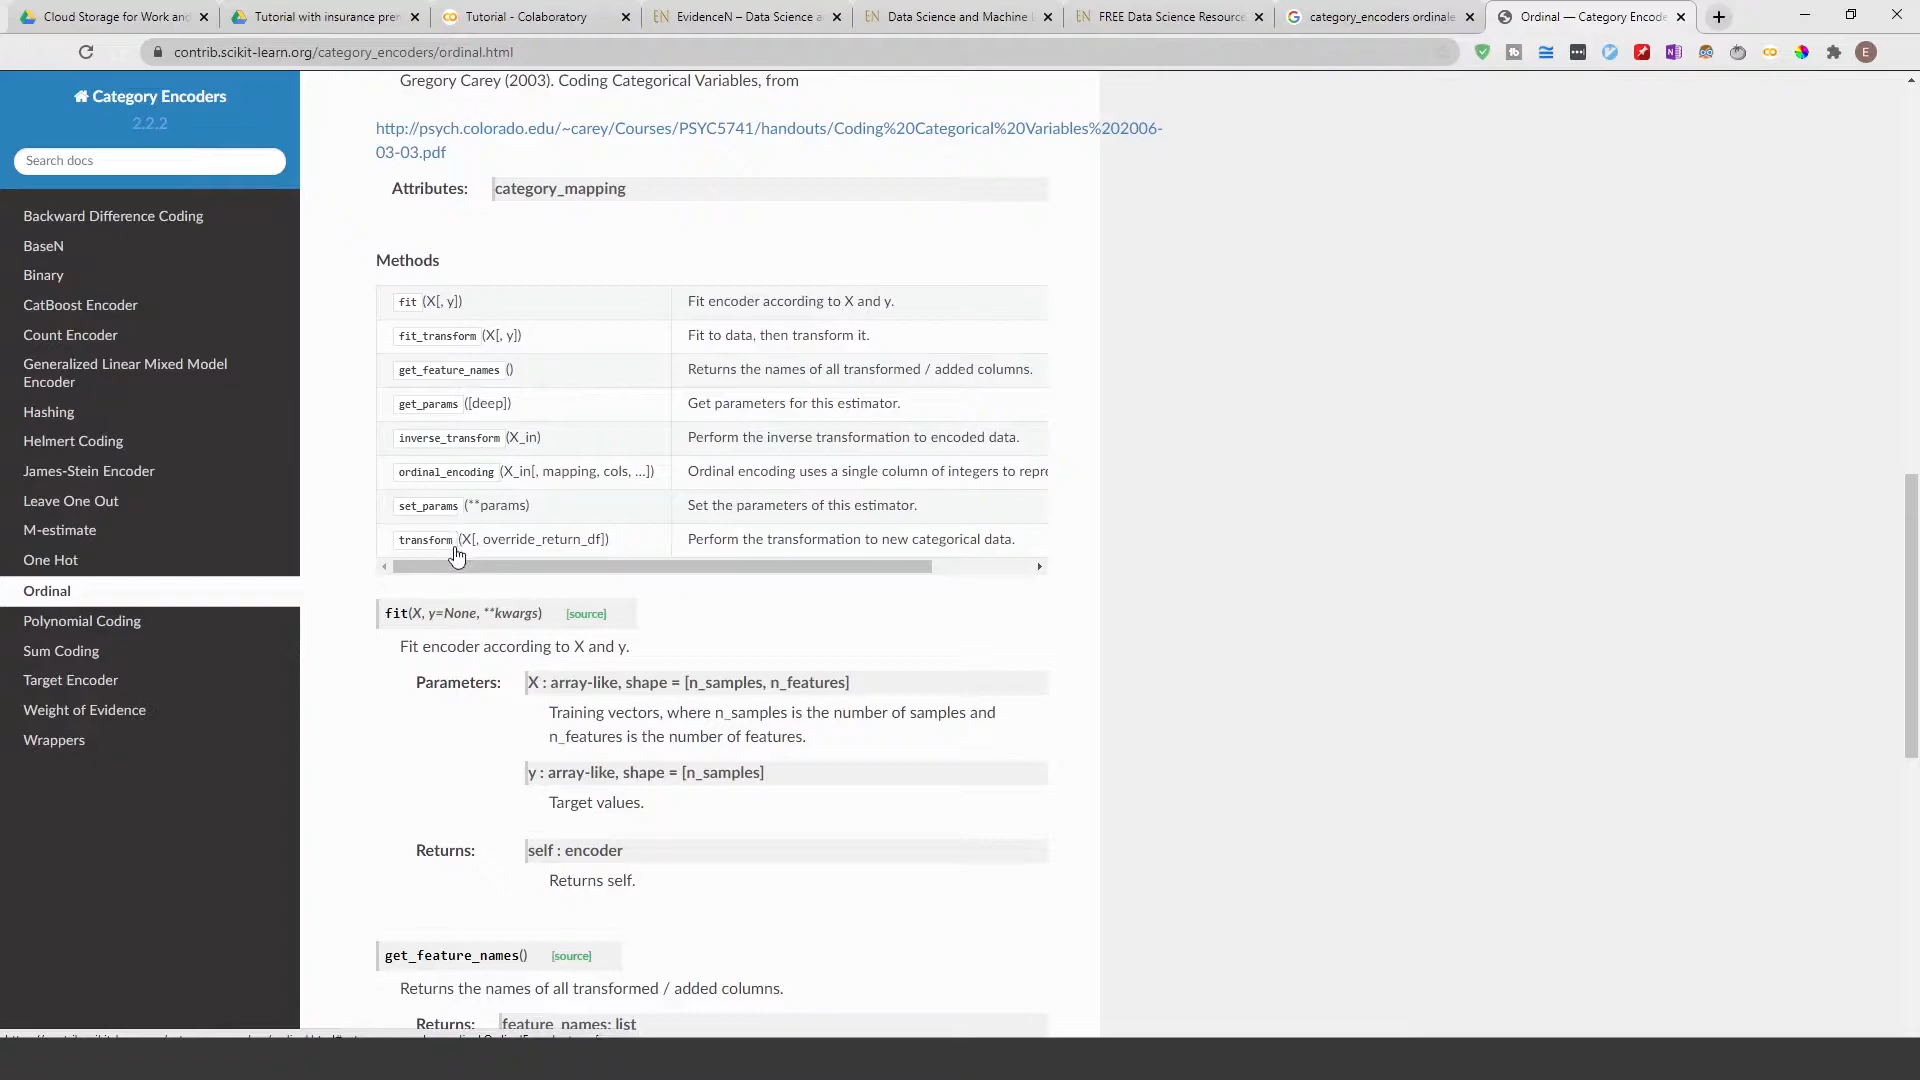 Cloud Storage for Work and
Tutorial with insurance pren
Tutorial - Colaboratory
EN EvidenceN – Data Science a
EN Data Science and Machine
EN FREE Data Science Resource
category_encoders ordinale
Ordinal — Category Encode
contrib.scikit-learn.org/category_encoders/ordinal.html
E
Category Encoders
2.2.2
Search docs
Backward Difference Coding
BaseN
Binary
CatBoost Encoder
Count Encoder
Generalized Linear Mixed Model
Encoder
Hashing
Helmert Coding
James-Stein Encoder
Leave One Out
M-estimate
One Hot
Ordinal
Polynomial Coding
Sum Coding
Target Encoder
Weight of Evidence
Wrappers
Gregory Carey (2003). Coding Categorical Variables, from
http://psych.colorado.edu/~carey/Courses/PSYC5741/handouts/Coding%20Categorical%20Variables%202006-
03-03.pdf
Attributes: category_mapping
Methods
fit (X[, y]) Fit encoder according to X and y.
fit_transform (X[, y]) Fit to data, then transform it.
get_feature_names () Returns the names of all transformed / added columns.
get_params ([deep]) Get parameters for this estimator.
inverse_transform (X_in) Perform the inverse transformation to encoded data.
ordinal_encoding (X_in[, mapping, cols, ...]) Ordinal encoding uses a single column of integers to repre
set_params (**params) Set the parameters of this estimator.
transform (X[, override_return_df]) Perform the transformation to new categorical data.
fit(X, y=None, **kwargs) [source]
Fit encoder according to X and y.
Parameters: X : array-like, shape = [n_samples, n_features]
Training vectors, where n_samples is the number of samples and
n_features is the number of features.
y : array-like, shape = [n_samples]
Target values.
Returns: self : encoder
Returns self.
get_feature_names() [source]
Returns the names of all transformed / added columns.
Returns: feature_names: list